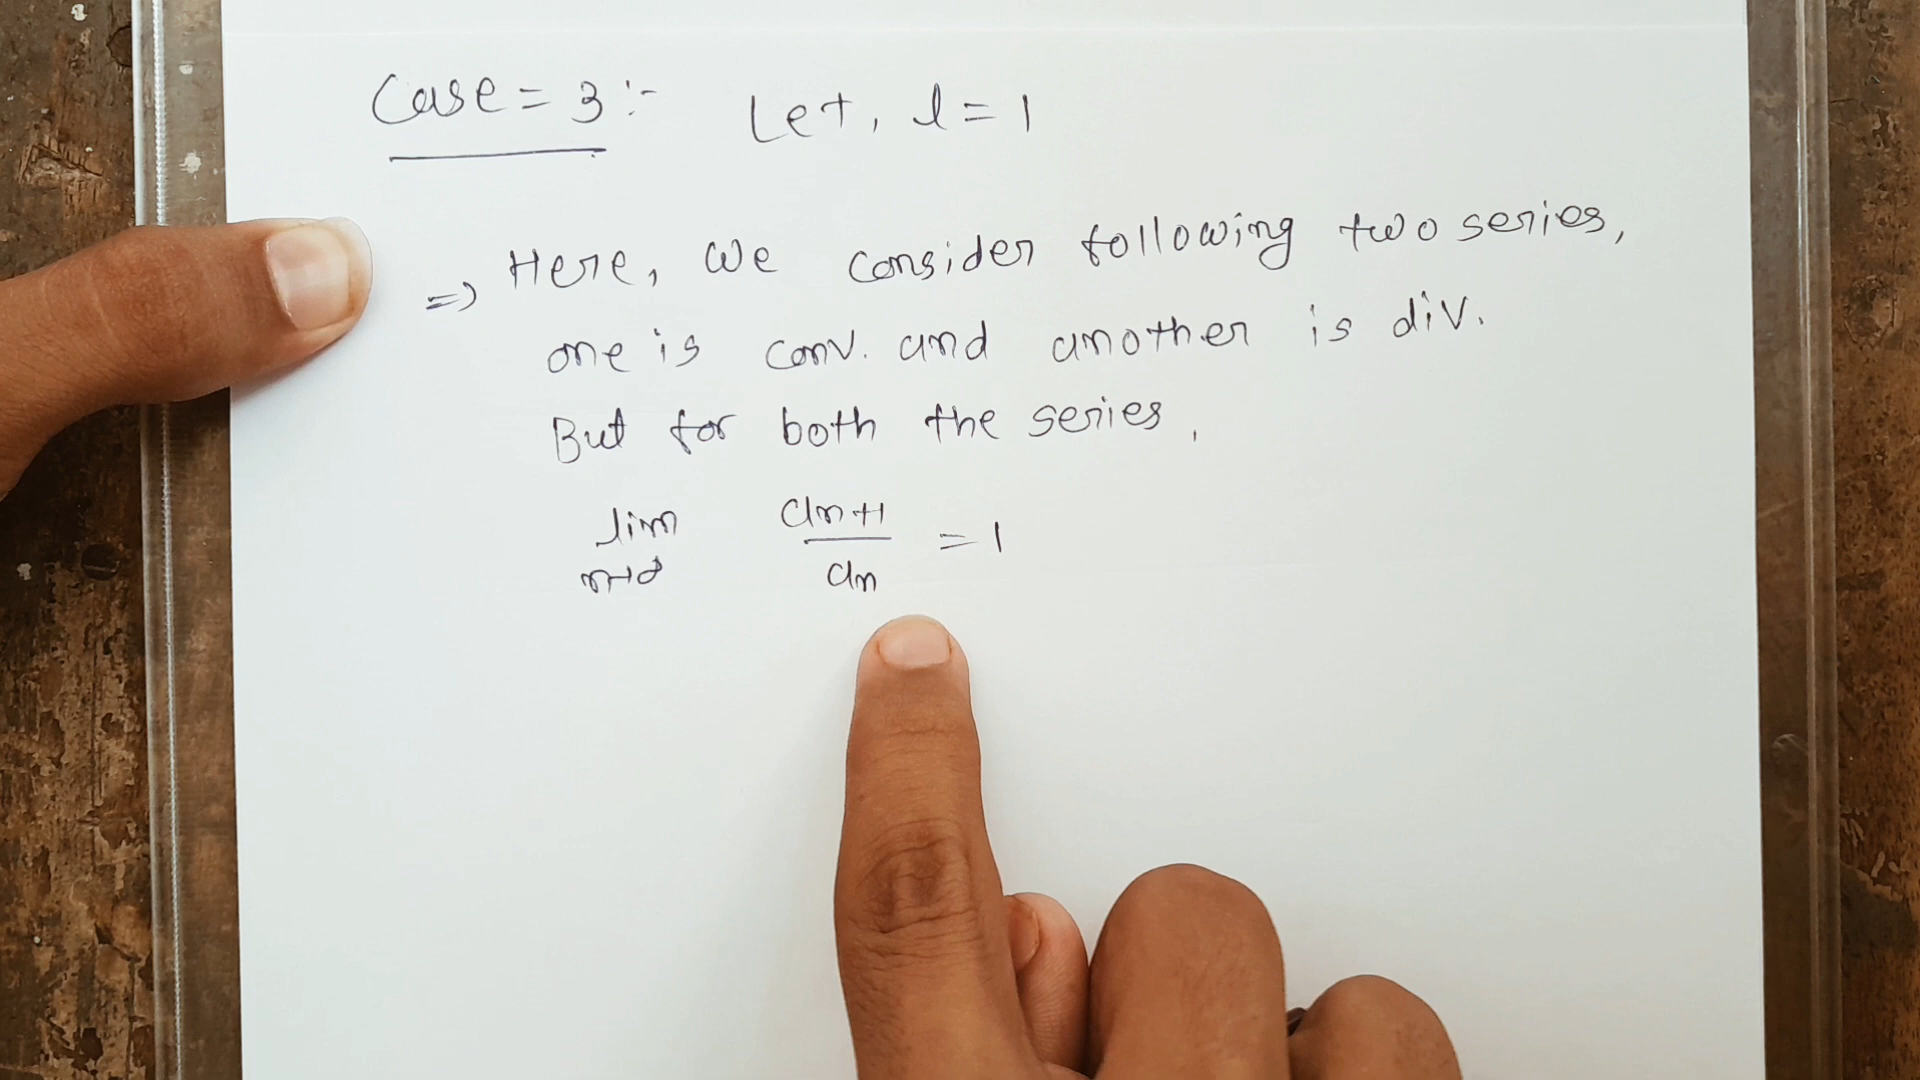 Case = 3 :- Let, l = 1
=> Here, we consider following two series,
one is conv. and another is div.
But for both the series,
lim n→∞ an+1 / an = 1